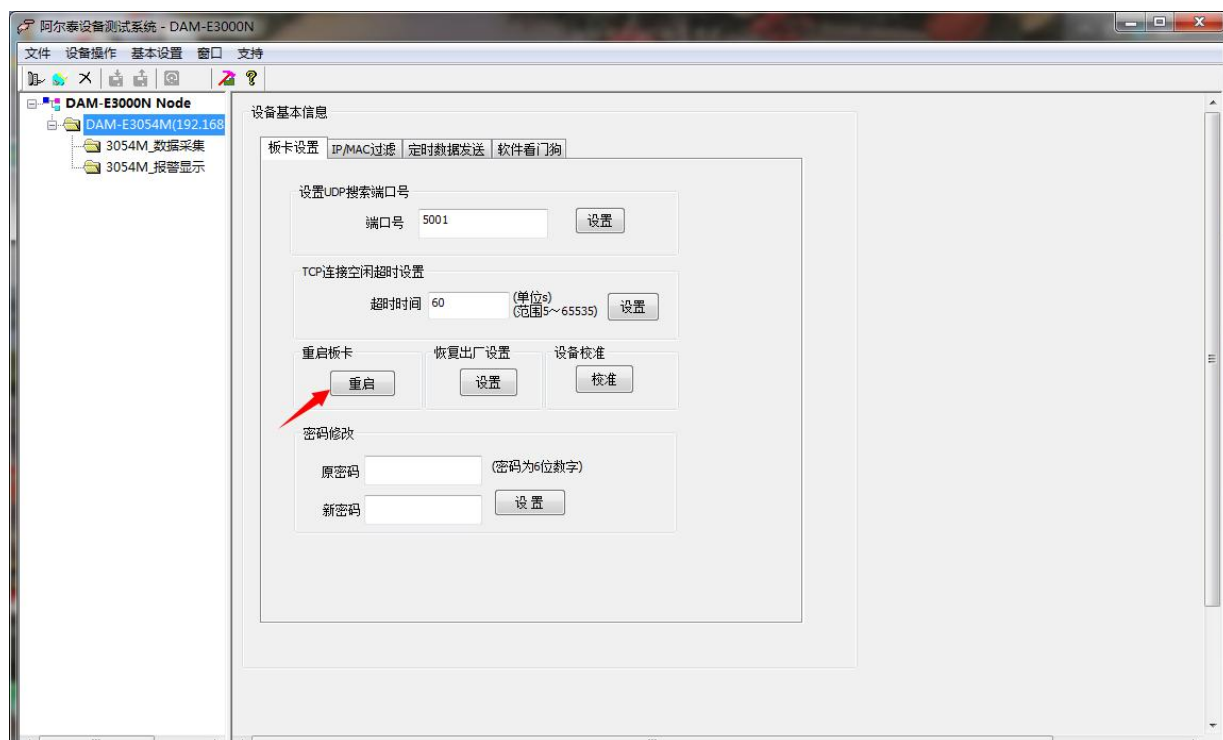 阿尔泰设备测试系统 - DAM-E3000N
文件 设备操作 基本设置 窗口 支持
DAM-E3000N Node
DAM-E3054M(192.168
3054M_数据采集
3054M_报警显示
设备基本信息
板卡设置 IP/MAC过滤 定时数据发送 软件看门狗
设置UDP搜索端口号
端口号 5001 设置
TCP连接空闲超时设置
超时时间 60 (单位s)
(范围5~65535) 设置
重启板卡 恢复出厂设置 设备校准
重启 设置 校准
密码修改
原密码 (密码为6位数字)
新密码 设 置